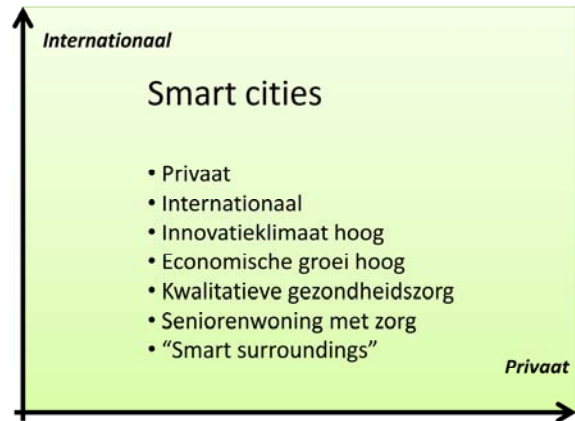 Internationaal
Smart cities
• Privaat
• Internationaal
• Innovatieklimaat hoog
• Economische groei hoog
• Kwalitatieve gezondheidszorg
• Seniorenwoning met zorg
• “Smart surroundings”
Privaat